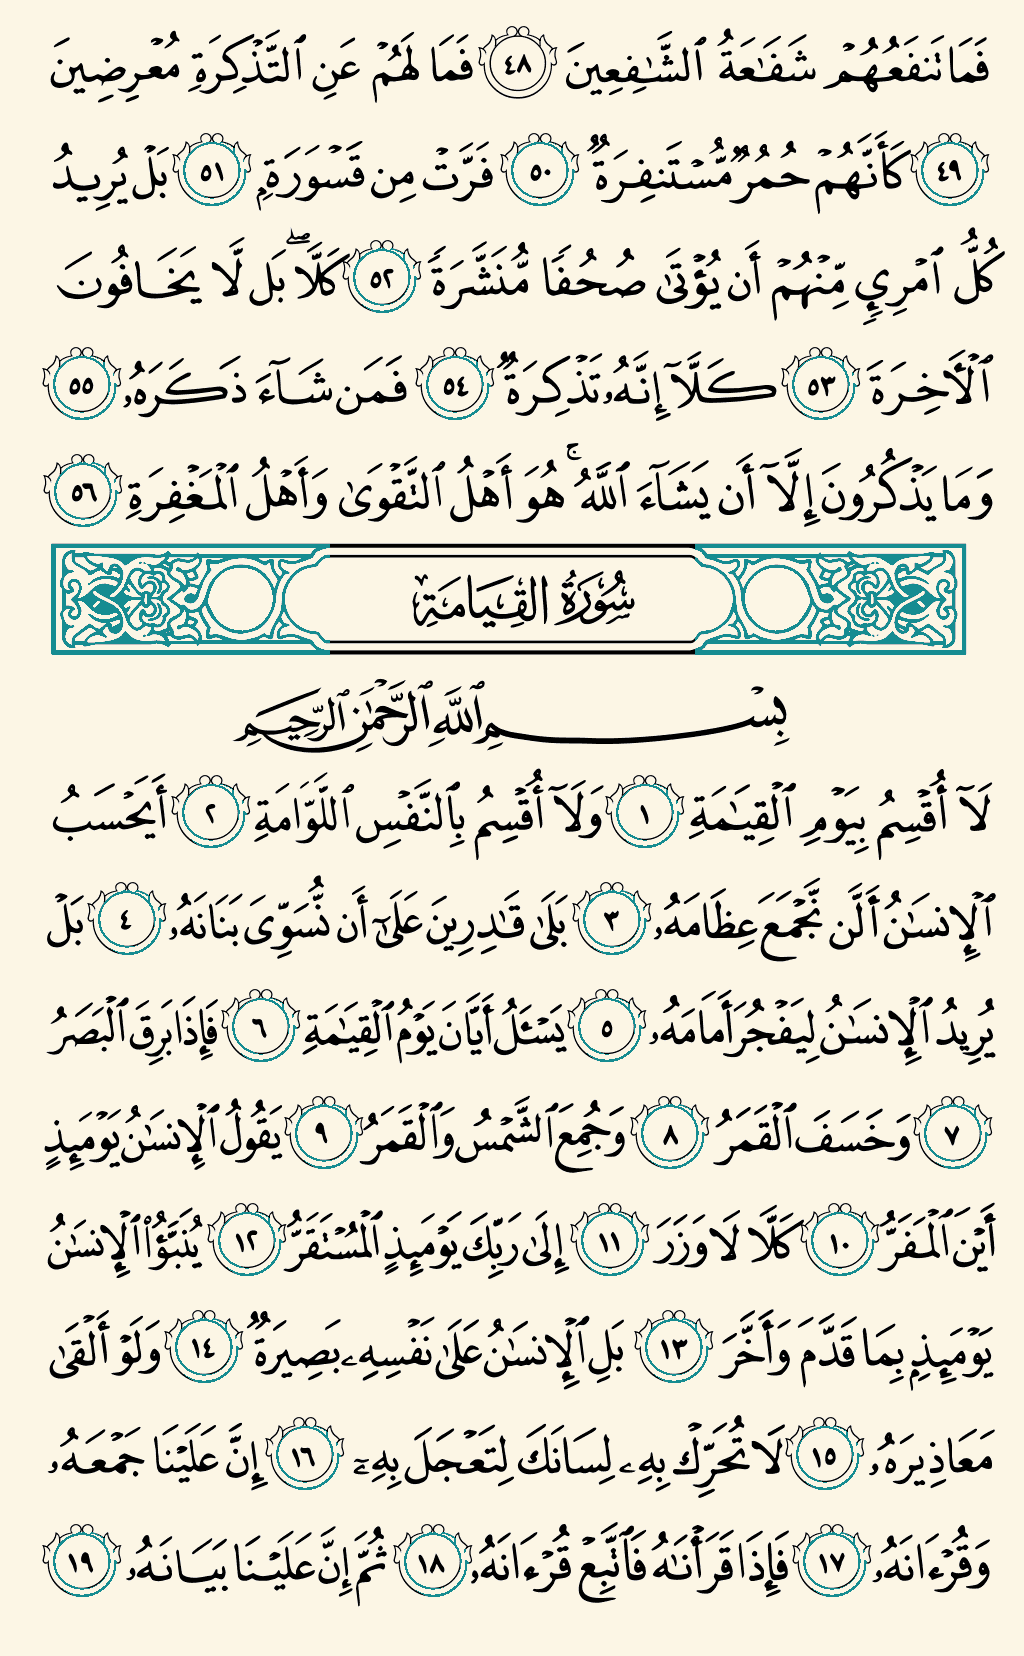 فَمَا تَنفَعُهُمْ شَفَٰعَةُ ٱلشَّٰفِعِينَ ٤٨ فَمَا لَهُمْ عَنِ ٱلتَّذْكِرَةِ مُعْرِضِينَ
٤٩ كَأَنَّهُمْ حُمُرٌ مُّسْتَنفِرَةٌ ٥٠ فَرَّتْ مِن قَسْوَرَةٍۭ ٥١ بَلْ يُرِيدُ
كُلُّ ٱمْرِئٍ مِّنْهُمْ أَن يُؤْتَىٰ صُحُفًا مُّنَشَّرَةً ٥٢ كَلَّا ۖ بَل لَّا يَخَافُونَ
ٱلْـَٔاخِرَةَ ٥٣ كَلَّآ إِنَّهُۥ تَذْكِرَةٌ ٥٤ فَمَن شَآءَ ذَكَرَهُۥ ٥٥
وَمَا يَذْكُرُونَ إِلَّآ أَن يَشَآءَ ٱللَّهُ ۚ هُوَ أَهْلُ ٱلتَّقْوَىٰ وَأَهْلُ ٱلْمَغْفِرَةِ ٥٦
سُورَةُ القِيَامَةِ
بِسْمِ اللَّهِ الرَّحْمَٰنِ الرَّحِيمِ
لَآ أُقْسِمُ بِيَوْمِ ٱلْقِيَٰمَةِ ١ وَلَآ أُقْسِمُ بِٱلنَّفْسِ ٱللَّوَّامَةِ ٢ أَيَحْسَبُ
ٱلْإِنسَٰنُ أَلَّن نَّجْمَعَ عِظَامَهُۥ ٣ بَلَىٰ قَٰدِرِينَ عَلَىٰٓ أَن نُّسَوِّىَ بَنَانَهُۥ ٤ بَلْ
يُرِيدُ ٱلْإِنسَٰنُ لِيَفْجُرَ أَمَامَهُۥ ٥ يَسْـَٔلُ أَيَّانَ يَوْمُ ٱلْقِيَٰمَةِ ٦ فَإِذَا بَرِقَ ٱلْبَصَرُ
٧ وَخَسَفَ ٱلْقَمَرُ ٨ وَجُمِعَ ٱلشَّمْسُ وَٱلْقَمَرُ ٩ يَقُولُ ٱلْإِنسَٰنُ يَوْمَئِذٍ
أَيْنَ ٱلْمَفَرُّ ١٠ كَلَّا لَا وَزَرَ ١١ إِلَىٰ رَبِّكَ يَوْمَئِذٍ ٱلْمُسْتَقَرُّ ١٢ يُنَبَّؤُا۟ ٱلْإِنسَٰنُ
يَوْمَئِذٍۭ بِمَا قَدَّمَ وَأَخَّرَ ١٣ بَلِ ٱلْإِنسَٰنُ عَلَىٰ نَفْسِهِۦ بَصِيرَةٌ ١٤ وَلَوْ أَلْقَىٰ
مَعَاذِيرَهُۥ ١٥ لَا تُحَرِّكْ بِهِۦ لِسَانَكَ لِتَعْجَلَ بِهِۦٓ ١٦ إِنَّ عَلَيْنَا جَمْعَهُۥ
وَقُرْءَانَهُۥ ١٧ فَإِذَا قَرَأْنَٰهُ فَٱتَّبِعْ قُرْءَانَهُۥ ١٨ ثُمَّ إِنَّ عَلَيْنَا بَيَانَهُۥ ١٩